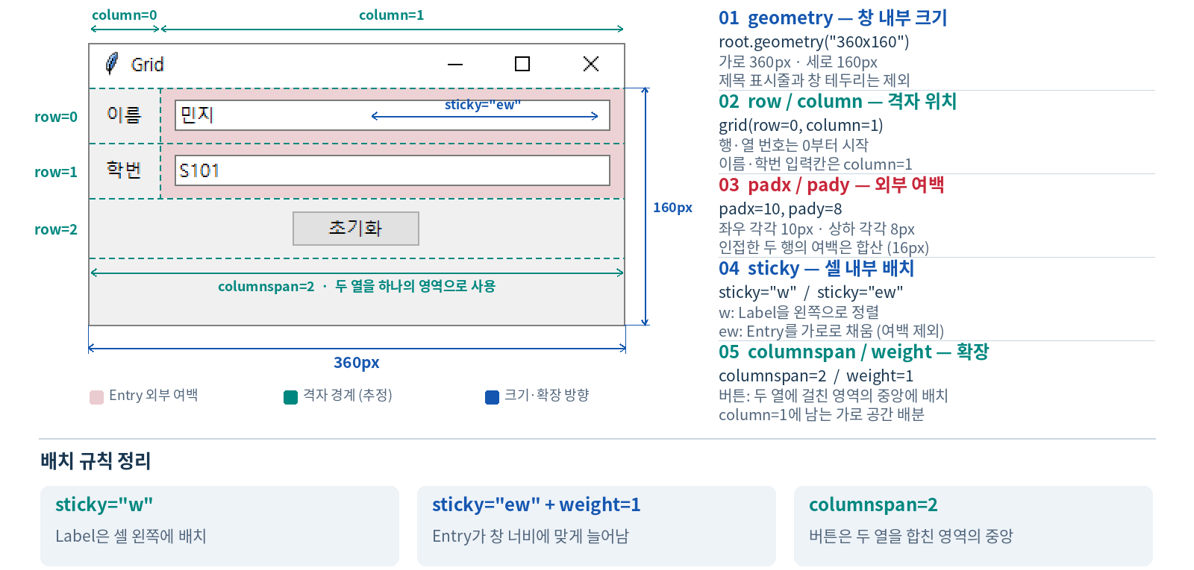 column=0
column=1
Grid
row=0
이름
민지
sticky="ew"
row=1
학번
S101
row=2
초기화
160px
columnspan=2 · 두 열을 하나의 영역으로 사용
360px
Entry 외부 여백
격자 경계 (추정)
크기·확장 방향
01 geometry — 창 내부 크기
root.geometry("360x160")
가로 360px · 세로 160px
제목 표시줄과 창 테두리는 제외
02 row / column — 격자 위치
grid(row=0, column=1)
행·열 번호는 0부터 시작
이름·학번 입력칸은 column=1
03 padx / pady — 외부 여백
padx=10, pady=8
좌우 각각 10px · 상하 각각 8px
인접한 두 행의 여백은 합산 (16px)
04 sticky — 셀 내부 배치
sticky="w" / sticky="ew"
w: Label을 왼쪽으로 정렬
ew: Entry를 가로로 채움 (여백 제외)
05 columnspan / weight — 확장
columnspan=2 / weight=1
버튼: 두 열에 걸친 영역의 중앙에 배치
column=1에 남는 가로 공간 배분
배치 규칙 정리
sticky="w"
Label은 셀 왼쪽에 배치
sticky="ew" + weight=1
Entry가 창 너비에 맞게 늘어남
columnspan=2
버튼은 두 열을 합친 영역의 중앙